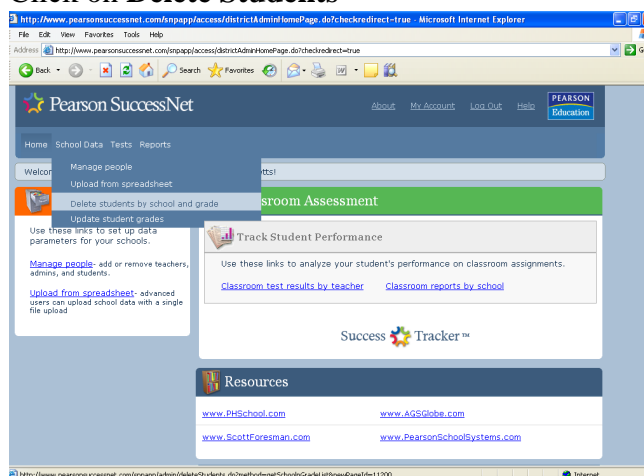 Click on Delete Students
http://www.pearsonsuccessnet.com/snpapp/access/districtAdminHomePage.do?checkredirect=true - Microsoft Internet Explorer
File Edit View Favorites Tools Help
Address http://www.pearsonsuccessnet.com/snpapp/access/districtAdminHomePage.do?checkredirect=true
Back Search Favorites
Pearson SuccessNet
About My Account Log Out Help
PEARSON
Education
Home School Data Tests Reports
Manage people
Upload from spreadsheet
Delete students by school and grade
Update student grades
Use these links to set up data
parameters for your schools.
Manage people- add or remove teachers,
admins, and students.
Upload from spreadsheet- advanced
users can upload school data with a single
file upload
Assessment
Track Student Performance
Use these links to analyze your student's performance on classroom assignments.
Classroom test results by teacher Classroom reports by school
Success Tracker™
Resources
www.PHSchool.com www.AGSGlobe.com
www.ScottForesman.com www.PearsonSchoolSystems.com
Internet